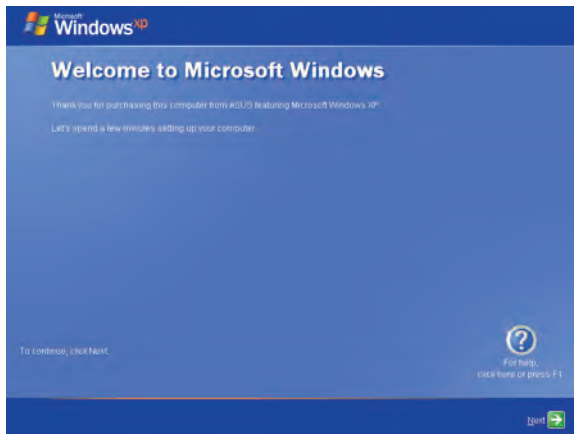 Microsoft
Windows xp
Welcome to Microsoft Windows
Thank you for purchasing this computer from ASUS featuring Microsoft Windows XP.
Let's spend a few minutes setting up your computer.
To continue, click Next.
For help,
click here or press F1
Next